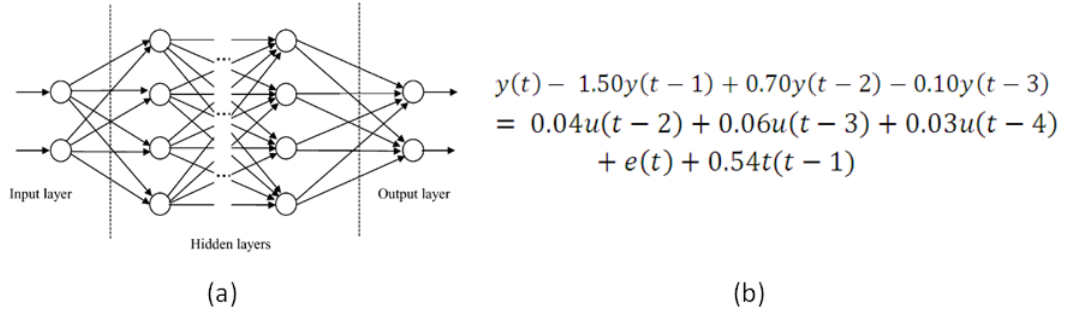 Input layer
Hidden layers
Output layer
(a)
y(t) − 1.50y(t − 1) + 0.70y(t − 2) − 0.10y(t − 3)
= 0.04u(t − 2) + 0.06u(t − 3) + 0.03u(t − 4)
+ e(t) + 0.54t(t − 1)
(b)